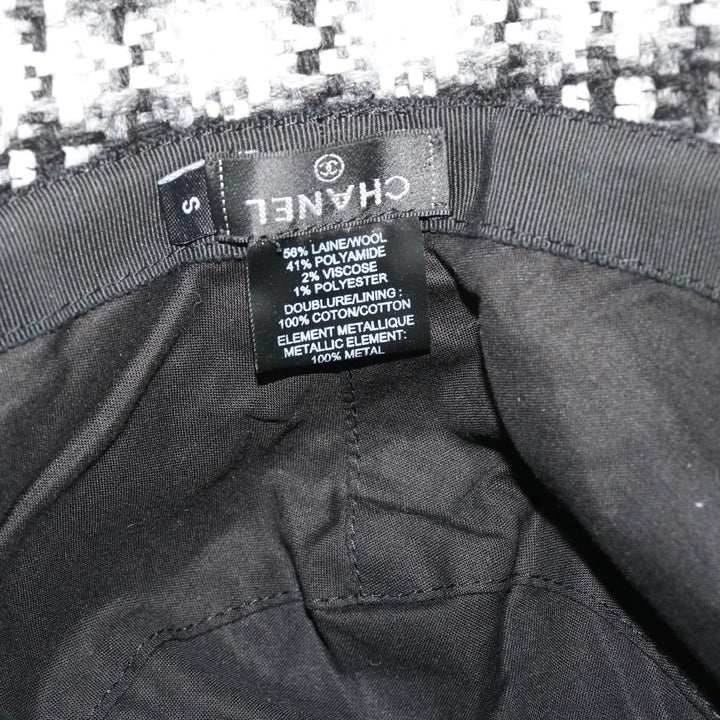 CHANEL
S
56% LAINE/WOOL
41% POLYAMIDE
2% VISCOSE
1% POLYESTER
DOUBLURE/LINING :
100% COTON/COTTON
ELEMENT METALLIQUE
METALLIC ELEMENT:
100% METAL